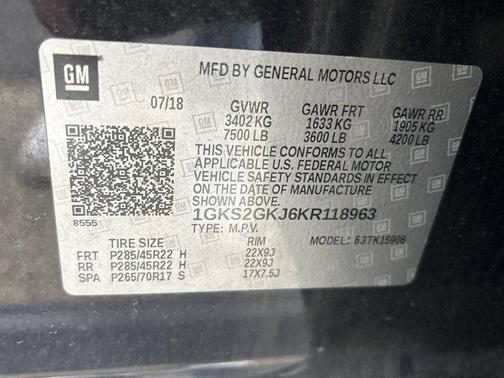 GM
MFD BY GENERAL MOTORS LLC
07/18 GVWR GAWR FRT GAWR RR
3402 KG 1633 KG 1905 KG
7500 LB 3600 LB 4200 LB
THIS VEHICLE CONFORMS TO ALL
APPLICABLE U.S. FEDERAL MOTOR
VEHICLE SAFETY STANDARDS IN EFFECT
ON THE DATE OF MANUFACTURE
SHOWN ABOVE.
1GKS2GKJ6KR118963
8555
TYPE: M.P.V. MODEL: 63TK15906
TIRE SIZE RIM
FRT P285/45R22 H 22X9J
RR P285/45R22 H 22X9J
SPA P265/70R17 S 17X7.5J